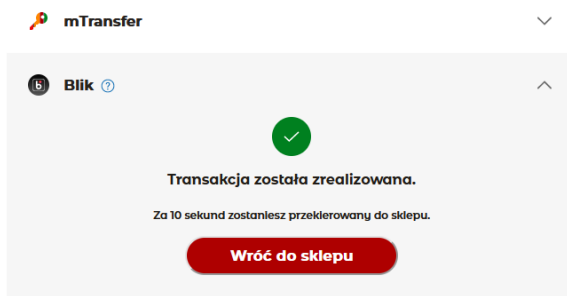 mTransfer
Blik ?
Transakcja została zrealizowana.
Za 10 sekund zostaniesz przekierowany do sklepu.
Wróć do sklepu